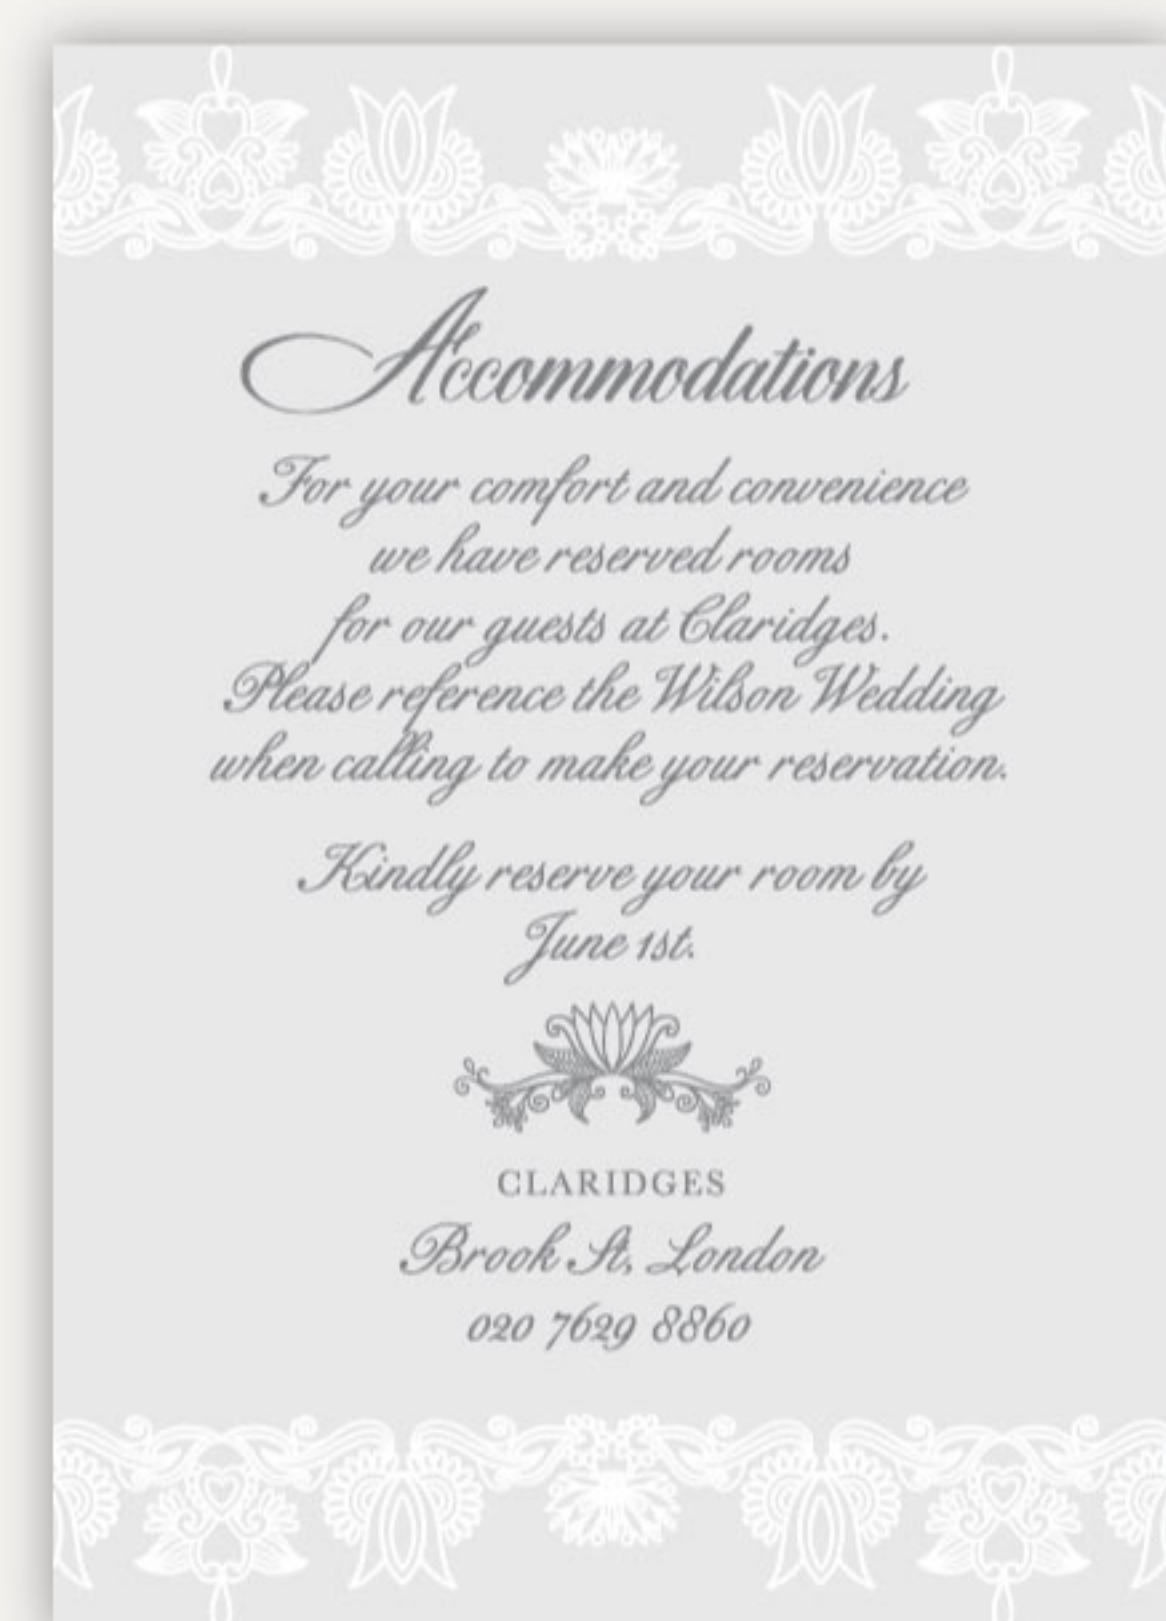 Accommodations
For your comfort and convenience
we have reserved rooms
for our guests at Claridges.
Please reference the Wilson Wedding
when calling to make your reservation.
Kindly reserve your room by
June 1st.
CLARIDGES
Brook St, London
020 7629 8860